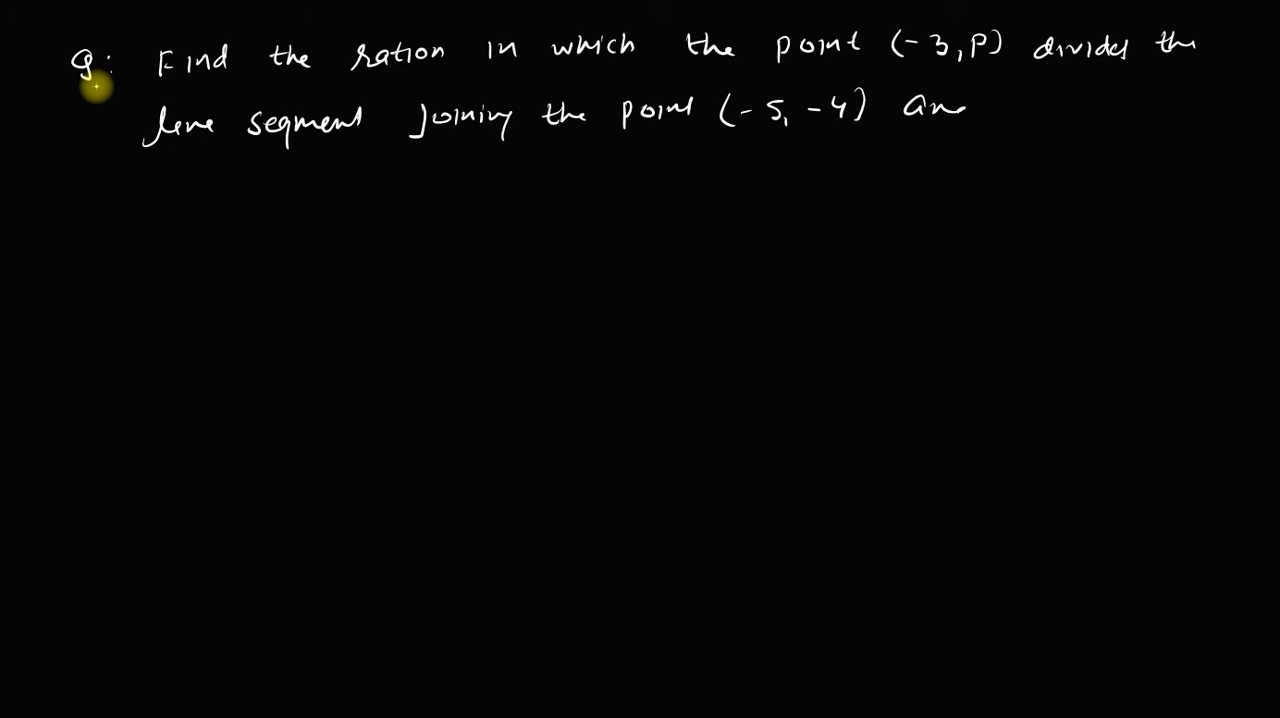 Q: Find the ration in which the point (-3, P) divides the
line segment Joining the point (-5, -4) an